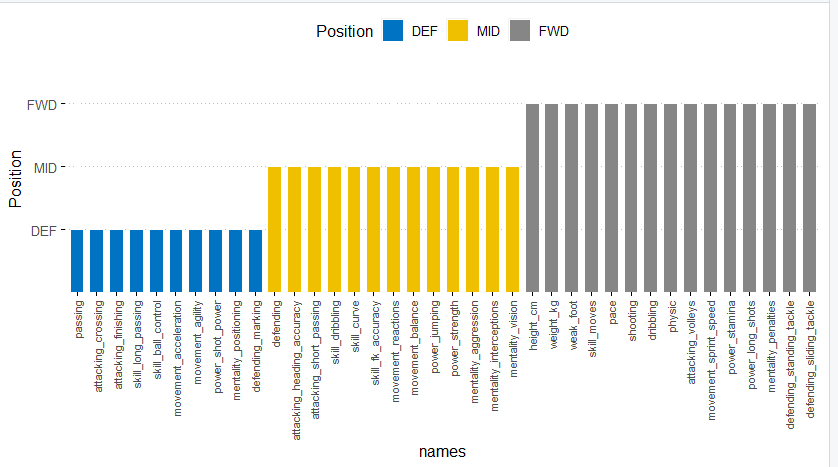 Position DEF MID FWD
FWD
MID
DEF
Position
passing
attacking_crossing
attacking_finishing
skill_long_passing
skill_ball_control
movement_acceleration
movement_agility
power_shot_power
mentality_positioning
defending_marking
defending
attacking_heading_accuracy
attacking_short_passing
skill_dribbling
skill_curve
skill_fk_accuracy
movement_reactions
movement_balance
power_jumping
power_strength
mentality_aggression
mentality_interceptions
mentality_vision
height_cm
weight_kg
weak_foot
skill_moves
pace
shooting
dribbling
physic
attacking_volleys
movement_sprint_speed
power_stamina
power_long_shots
mentality_penalties
defending_standing_tackle
defending_sliding_tackle
names